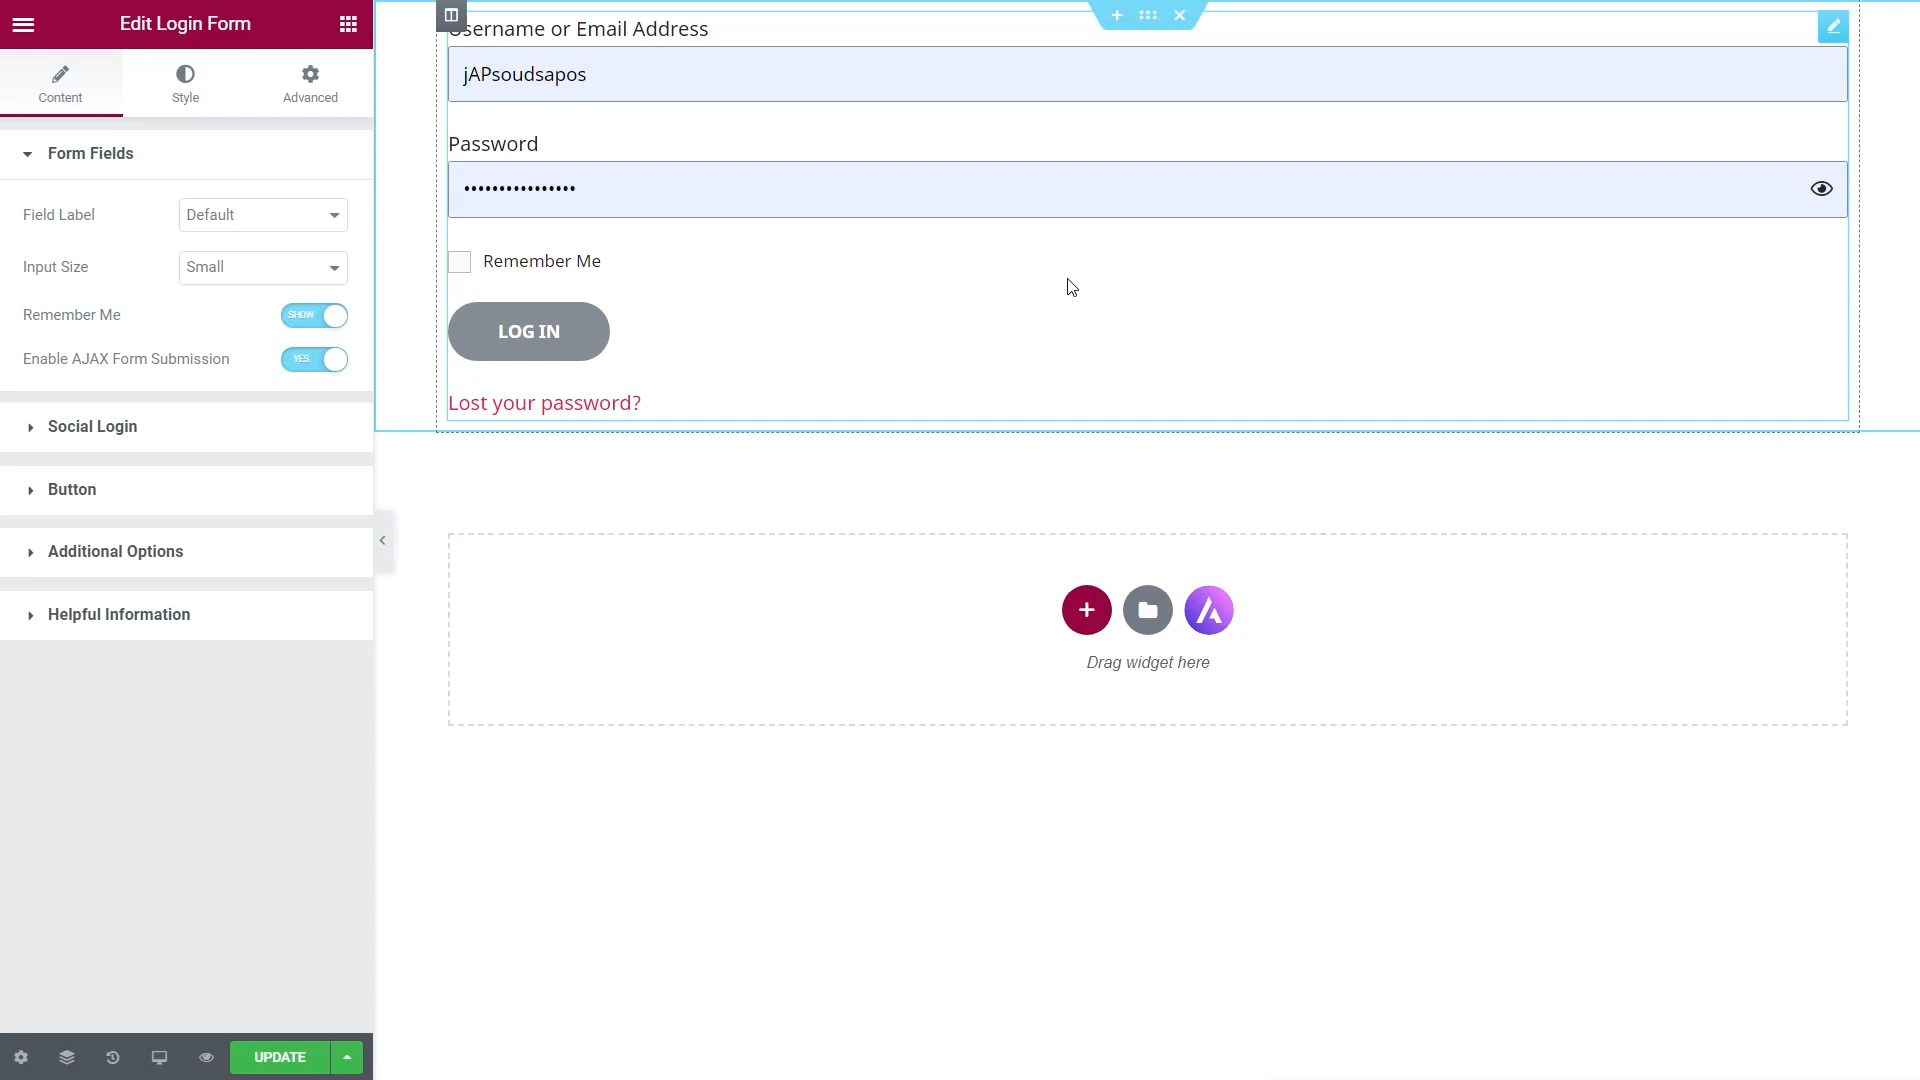 Edit Login Form
Content
Style
Advanced
Form Fields
Field Label
Default
Input Size
Small
Remember Me
SHOW
Enable AJAX Form Submission
YES
Social Login
Button
Additional Options
Helpful Information
UPDATE
Username or Email Address
jAPsoudsapos
Password
••••••••••••••••
Remember Me
LOG IN
Lost your password?
Drag widget here